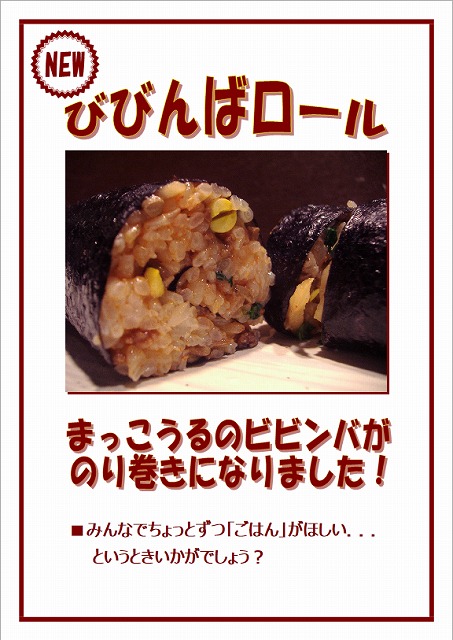 NEW
びびんばロール
まっこうるのビビンバが
のり巻きになりました！
■みんなでちょっとずつ「ごはん」がほしい．．．
というときいかがでしょう？